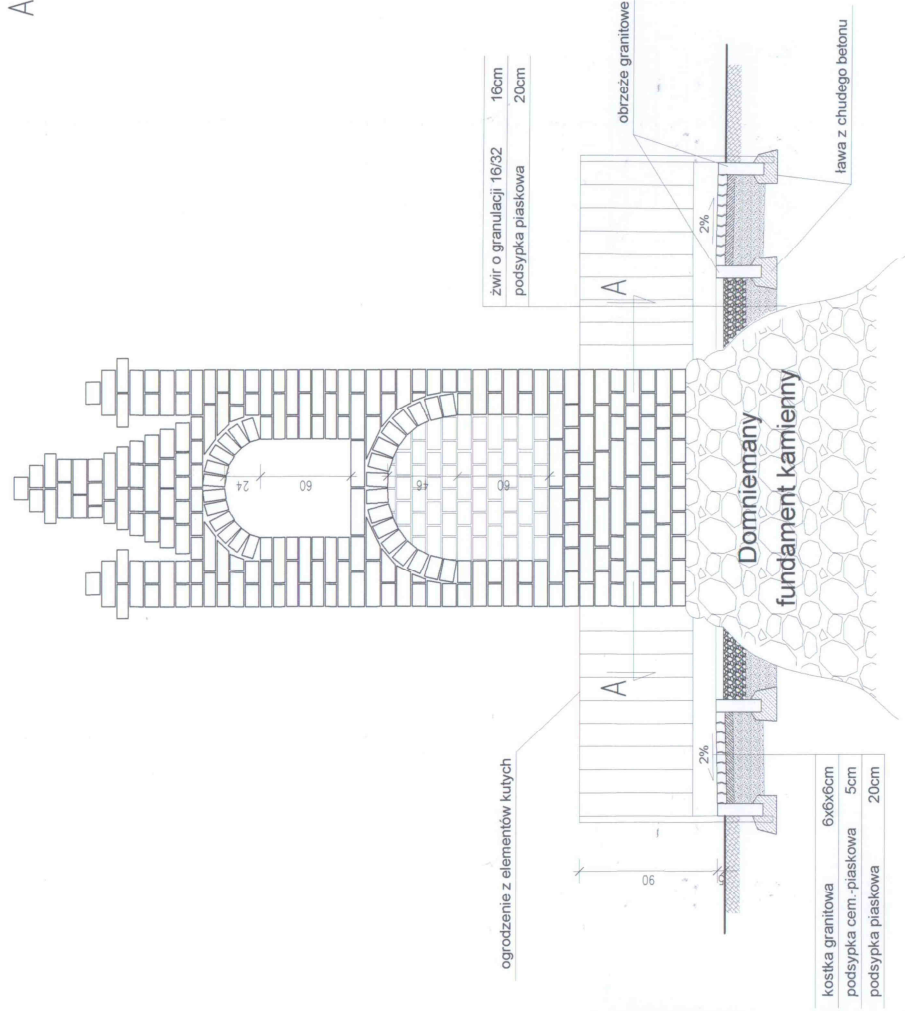 A
żwir o granulacji 16/32 16cm
podsypka piaskowa 20cm
obrzeże granitowe
ława z chudego betonu
2%
A
24
60
46
60
Domniemany
fundament kamienny
A
2%
ogrodzenie z elementów kutych
90
kostka granitowa 6x6x6cm
podsypka cem.-piaskowa 5cm
podsypka piaskowa 20cm